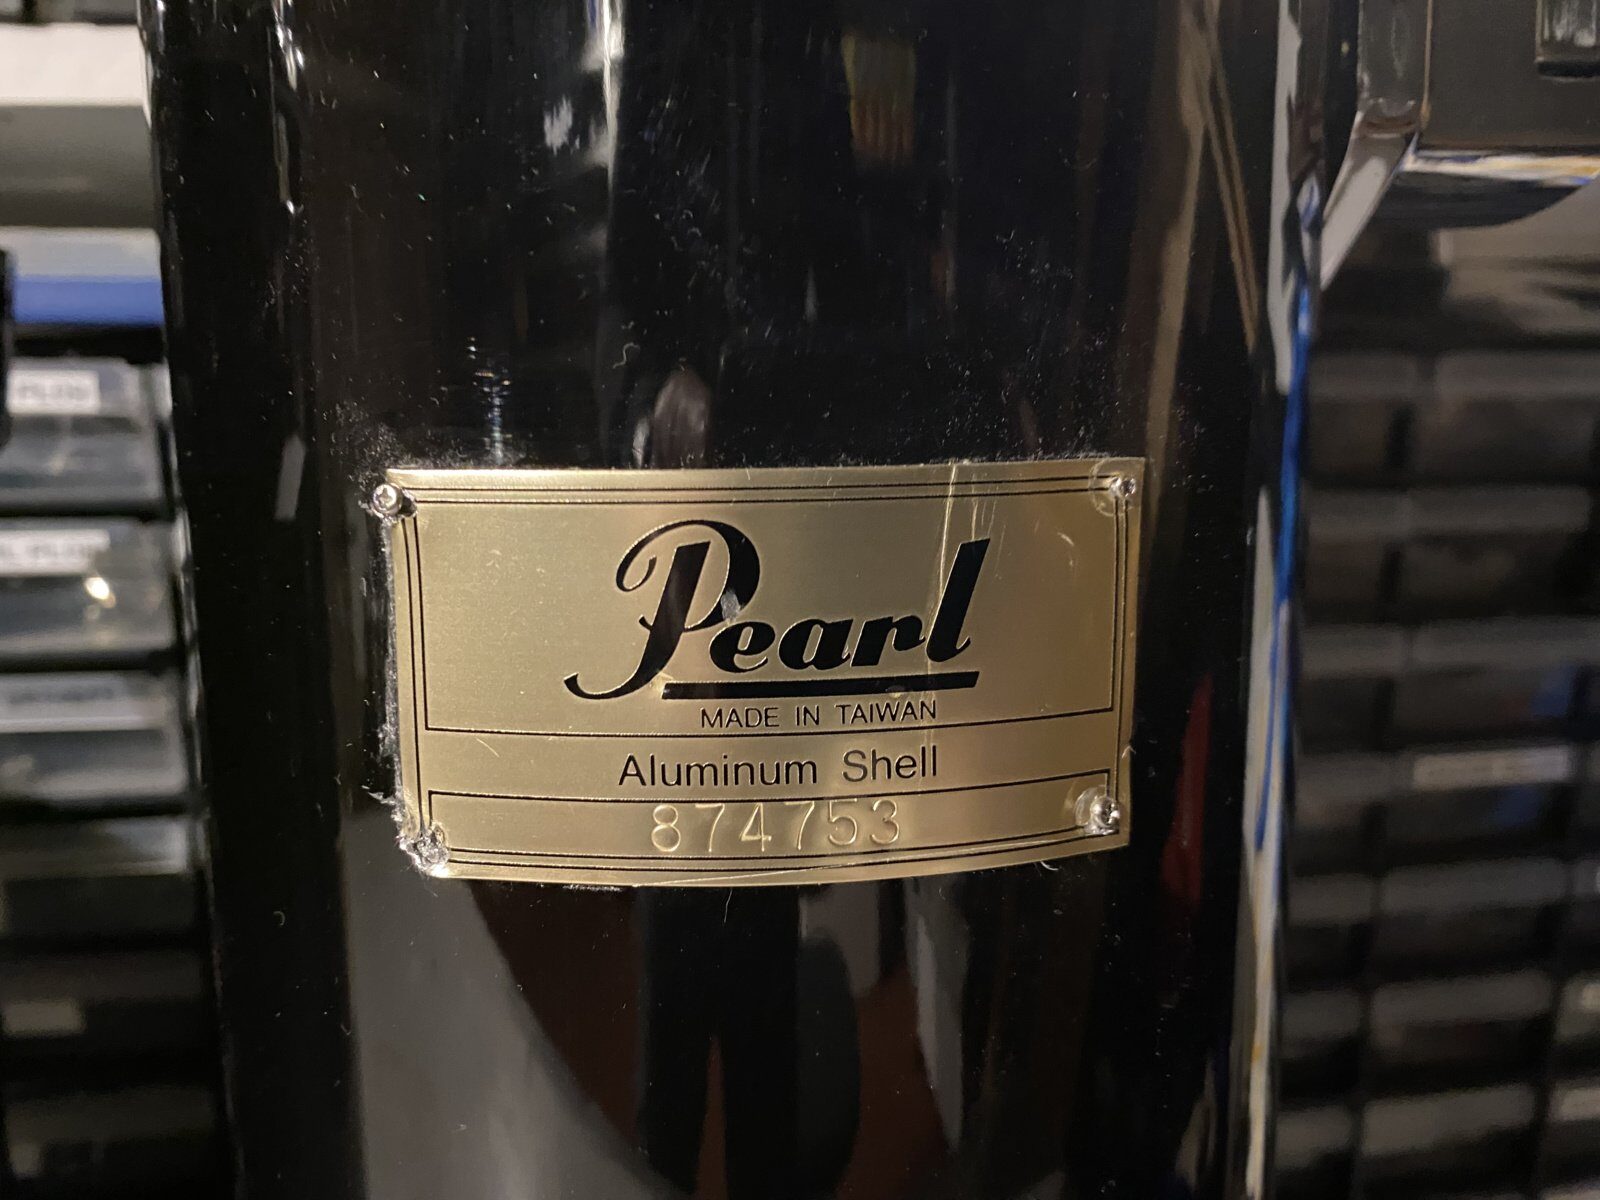 Pearl
MADE IN TAIWAN
Aluminum Shell
874753